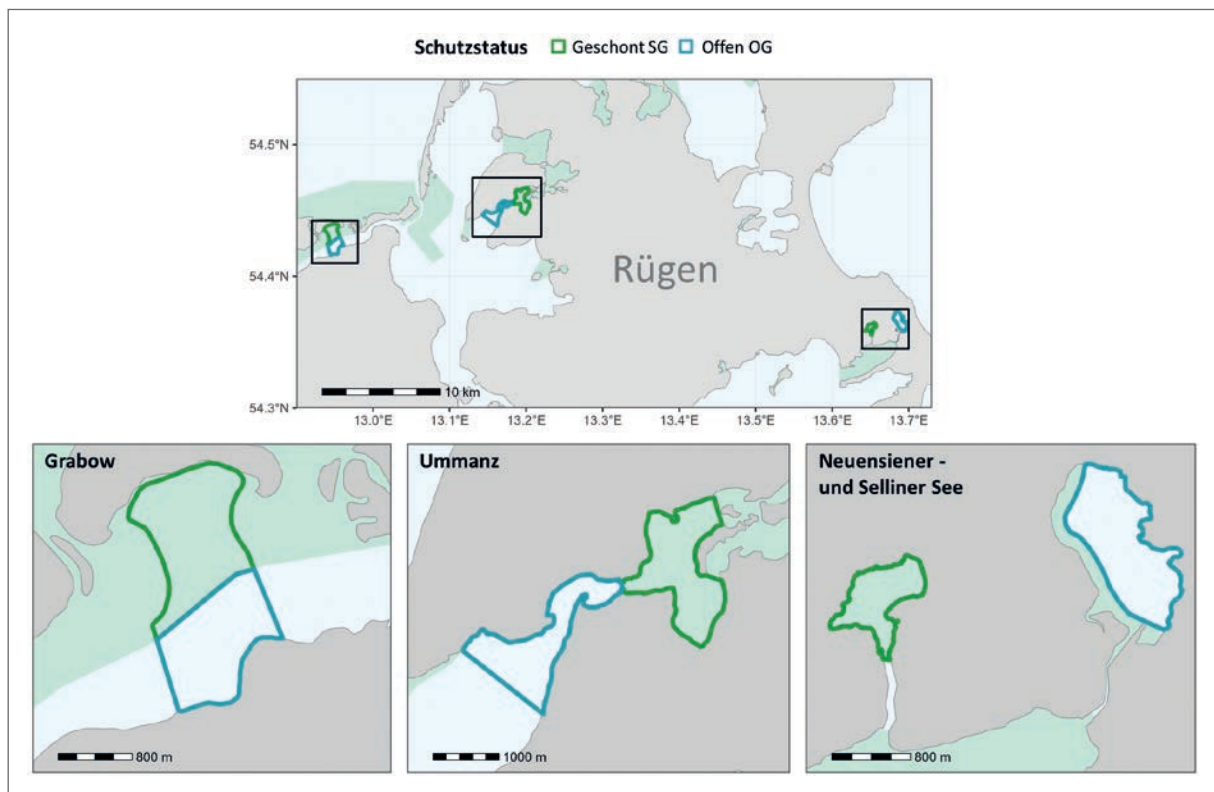 Schutzstatus Geschont SG Offen OG
54.5°N
54.4°N
54.3°N
Rügen
10 km
13.0°E 13.1°E 13.2°E 13.3°E 13.4°E 13.5°E 13.6°E 13.7°E
Grabow
800 m
Ummanz
1000 m
Neuensiener -
und Selliner See
800 m